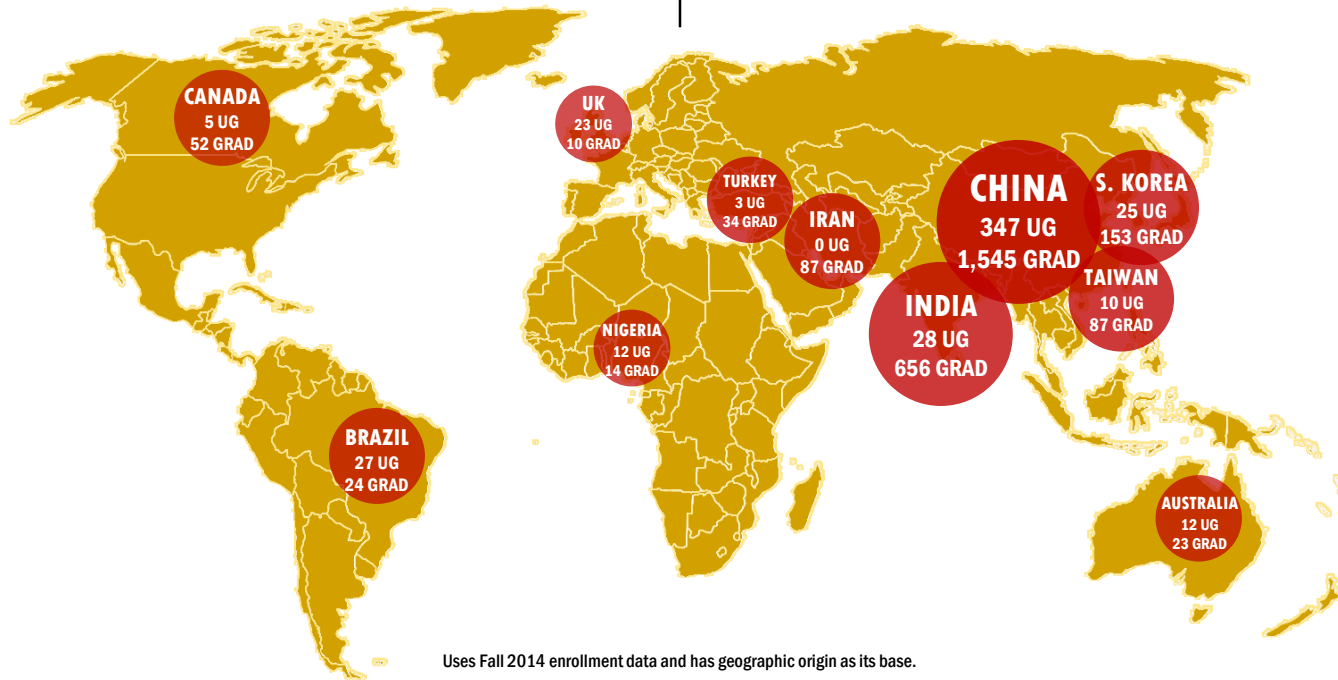 CANADA
5 UG
52 GRAD
UK
23 UG
10 GRAD
TURKEY
3 UG
34 GRAD
IRAN
0 UG
87 GRAD
CHINA
347 UG
1,545 GRAD
S. KOREA
25 UG
153 GRAD
TAIWAN
10 UG
87 GRAD
INDIA
28 UG
656 GRAD
NIGERIA
12 UG
14 GRAD
BRAZIL
27 UG
24 GRAD
AUSTRALIA
12 UG
23 GRAD
Uses Fall 2014 enrollment data and has geographic origin as its base.